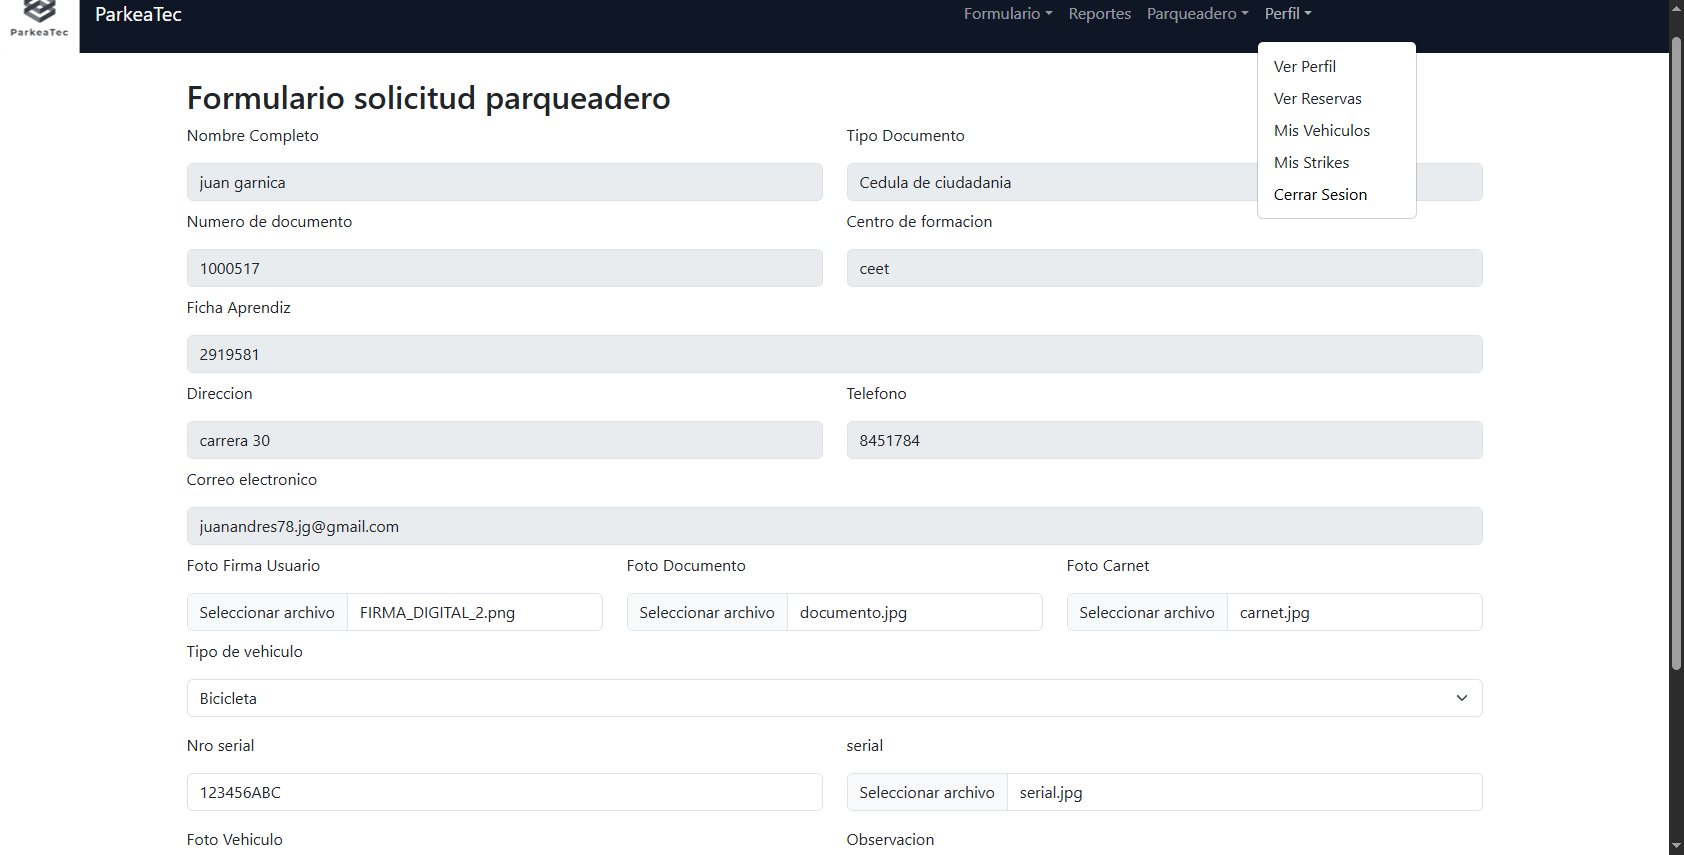 ParkeaTec
ParkeaTec
Formulario Reportes Parqueadero Perfil
Ver Perfil
Ver Reservas
Mis Vehiculos
Mis Strikes
Cerrar Sesion
Formulario solicitud parqueadero
Nombre Completo Tipo Documento
juan garnica Cedula de ciudadania
Numero de documento Centro de formacion
1000517 ceet
Ficha Aprendiz
2919581
Direccion Telefono
carrera 30 8451784
Correo electronico
juanandres78.jg@gmail.com
Foto Firma Usuario Foto Documento Foto Carnet
Seleccionar archivo FIRMA_DIGITAL_2.png Seleccionar archivo documento.jpg Seleccionar archivo carnet.jpg
Tipo de vehiculo
Bicicleta
Nro serial serial
123456ABC Seleccionar archivo serial.jpg
Foto Vehiculo Observacion